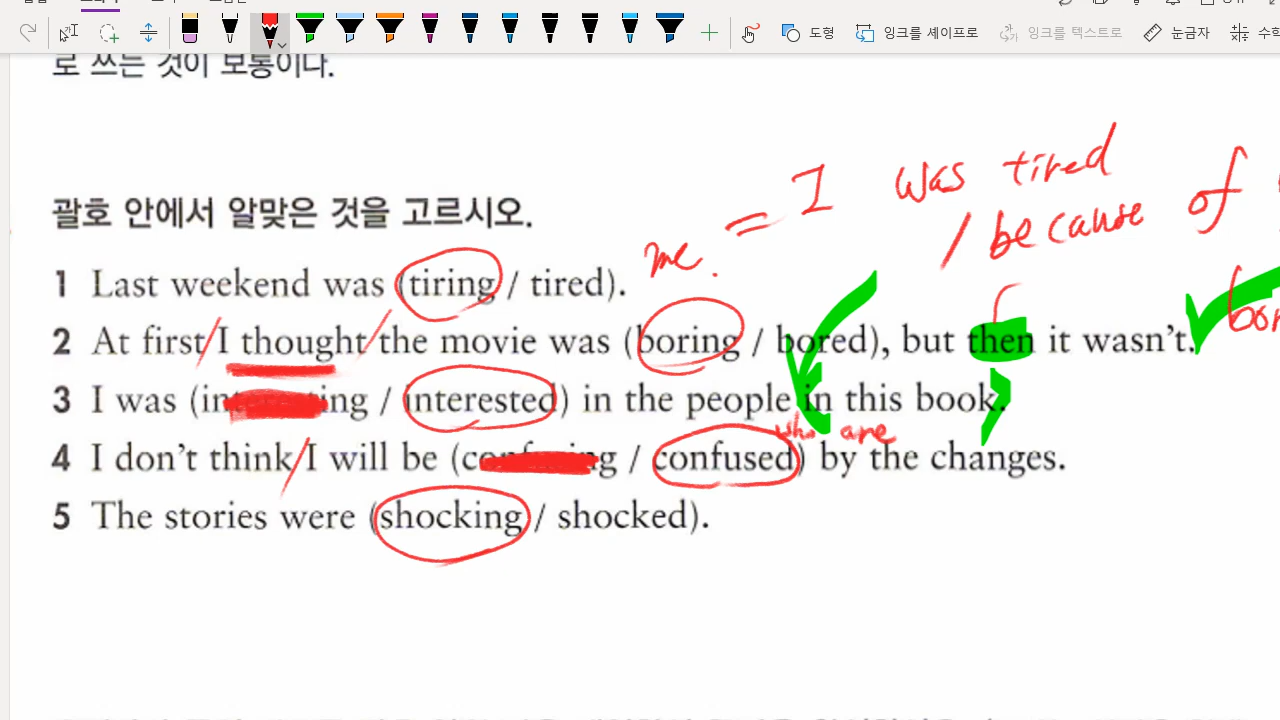 도형
잉크를 셰이프로
잉크를 텍스트로
눈금자
로 쓰는 것이 보통이다.
괄호 안에서 알맞은 것을 고르시오.
= I was tired
/ because of
me.
1 Last weekend was (tiring / tired).
2 At first/I thought/the movie was (boring / bored), but then it wasn't.
3 I was (in ing / interested) in the people in this book.
who are
4 I don't think/I will be (c g / confused) by the changes.
5 The stories were (shocking / shocked).